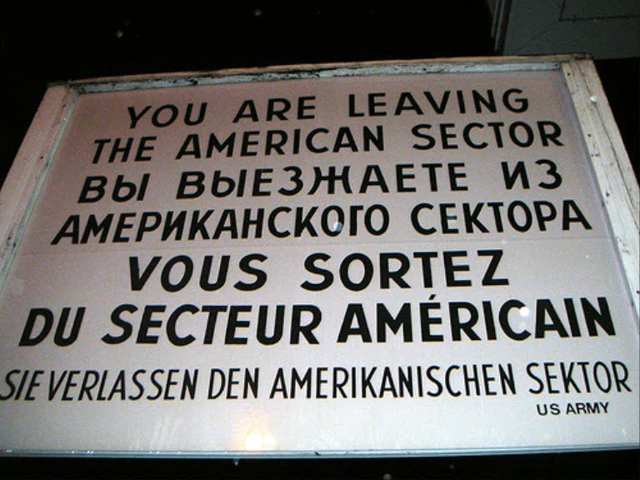 YOU ARE LEAVING
THE AMERICAN SECTOR
ВЫ ВЫЕЗЖАЕТЕ ИЗ
АМЕРИКАНСКОГО СЕКТОРА
VOUS SORTEZ
DU SECTEUR AMÉRICAIN
SIE VERLASSEN DEN AMERIKANISCHEN SEKTOR
US ARMY